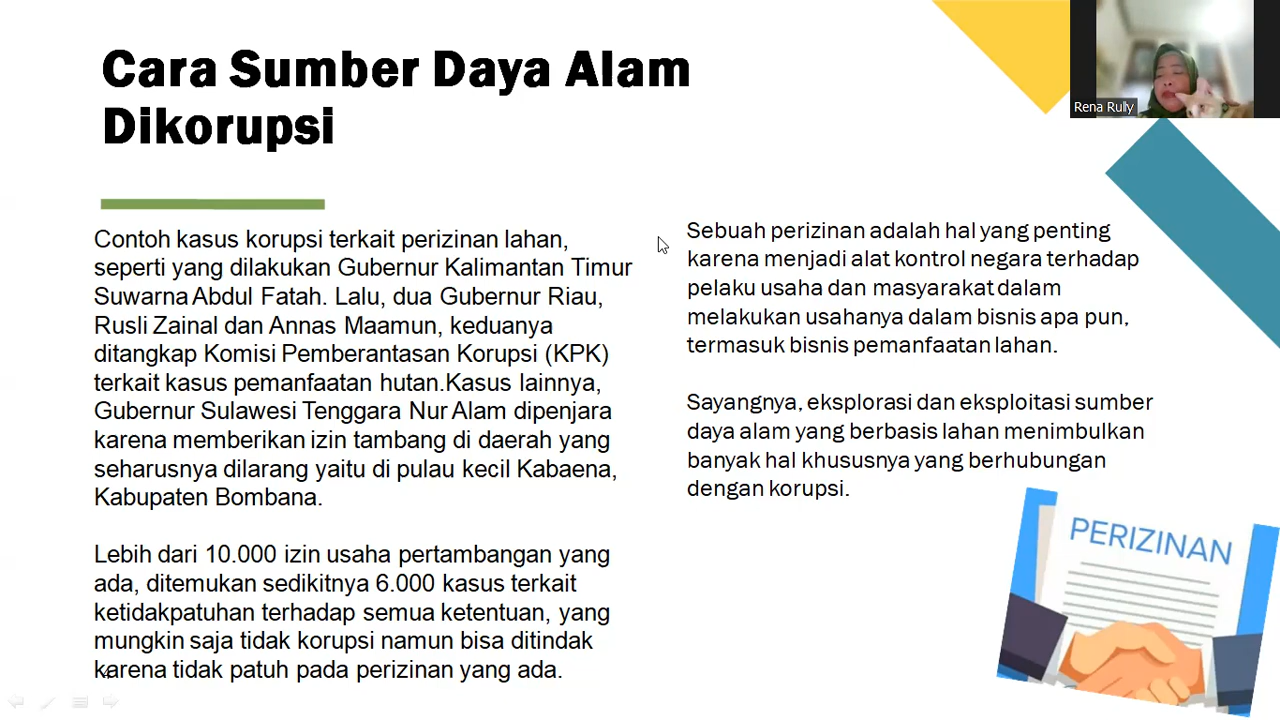 Cara Sumber Daya Alam
Dikorupsi
Rena Rully
Contoh kasus korupsi terkait perizinan lahan,
seperti yang dilakukan Gubernur Kalimantan Timur
Suwarna Abdul Fatah. Lalu, dua Gubernur Riau,
Rusli Zainal dan Annas Maamun, keduanya
ditangkap Komisi Pemberantasan Korupsi (KPK)
terkait kasus pemanfaatan hutan.Kasus lainnya,
Gubernur Sulawesi Tenggara Nur Alam dipenjara
karena memberikan izin tambang di daerah yang
seharusnya dilarang yaitu di pulau kecil Kabaena,
Kabupaten Bombana.
Lebih dari 10.000 izin usaha pertambangan yang
ada, ditemukan sedikitnya 6.000 kasus terkait
ketidakpatuhan terhadap semua ketentuan, yang
mungkin saja tidak korupsi namun bisa ditindak
karena tidak patuh pada perizinan yang ada.
Sebuah perizinan adalah hal yang penting
karena menjadi alat kontrol negara terhadap
pelaku usaha dan masyarakat dalam
melakukan usahanya dalam bisnis apa pun,
termasuk bisnis pemanfaatan lahan.
Sayangnya, eksplorasi dan eksploitasi sumber
daya alam yang berbasis lahan menimbulkan
banyak hal khususnya yang berhubungan
dengan korupsi.
PERIZINAN